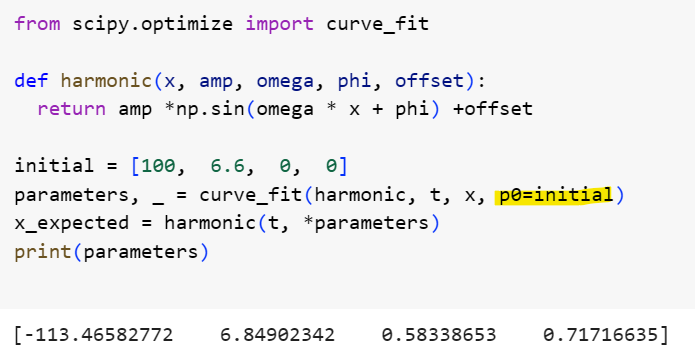 from scipy.optimize import curve_fit
def harmonic(x, amp, omega, phi, offset):
return amp *np.sin(omega * x + phi) +offset
initial = [100, 6.6, 0, 0]
parameters, _ = curve_fit(harmonic, t, x, p0=initial)
x_expected = harmonic(t, *parameters)
print(parameters)
[-113.46582772 6.84902342 0.58338653 0.71716635]